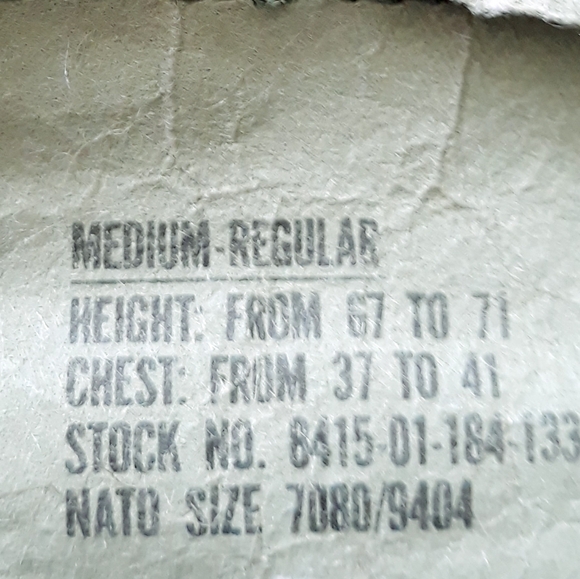 MEDIUM-REGULAR
HEIGHT: FROM 67 TO 71
CHEST: FROM 37 TO 41
STOCK NO. 8415-01-184-133
NATO SIZE 7080/9404